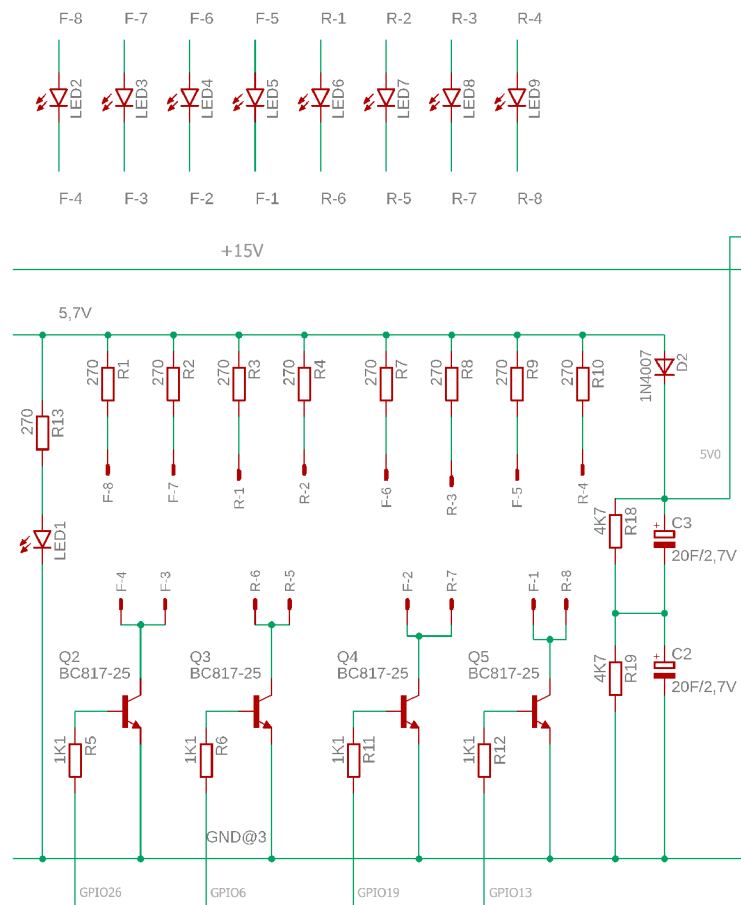 F-8 F-7 F-6 F-5 R-1 R-2 R-3 R-4
LED2 LED3 LED4 LED5 LED6 LED7 LED8 LED9
F-4 F-3 F-2 F-1 R-6 R-5 R-7 R-8
+15V
5,7V
270 R1 270 R2 270 R3 270 R4 270 R7 270 R8 270 R9 270 R10 1N4007 D2
270 R13
5V0
F-8 F-7 R-1 R-2 F-6 R-3 F-5 R-4
LED1
4K7 R18 + C3
20F/2,7V
F-4 F-3 R-6 R-5 F-2 R-7 F-1 R-8
Q2 Q3 Q4 Q5
BC817-25 BC817-25 BC817-25 BC817-25
4K7 R19 + C2
20F/2,7V
1K1 R5 1K1 R6 1K1 R11 1K1 R12
GND@3
GPIO26 GPIO6 GPIO19 GPIO13